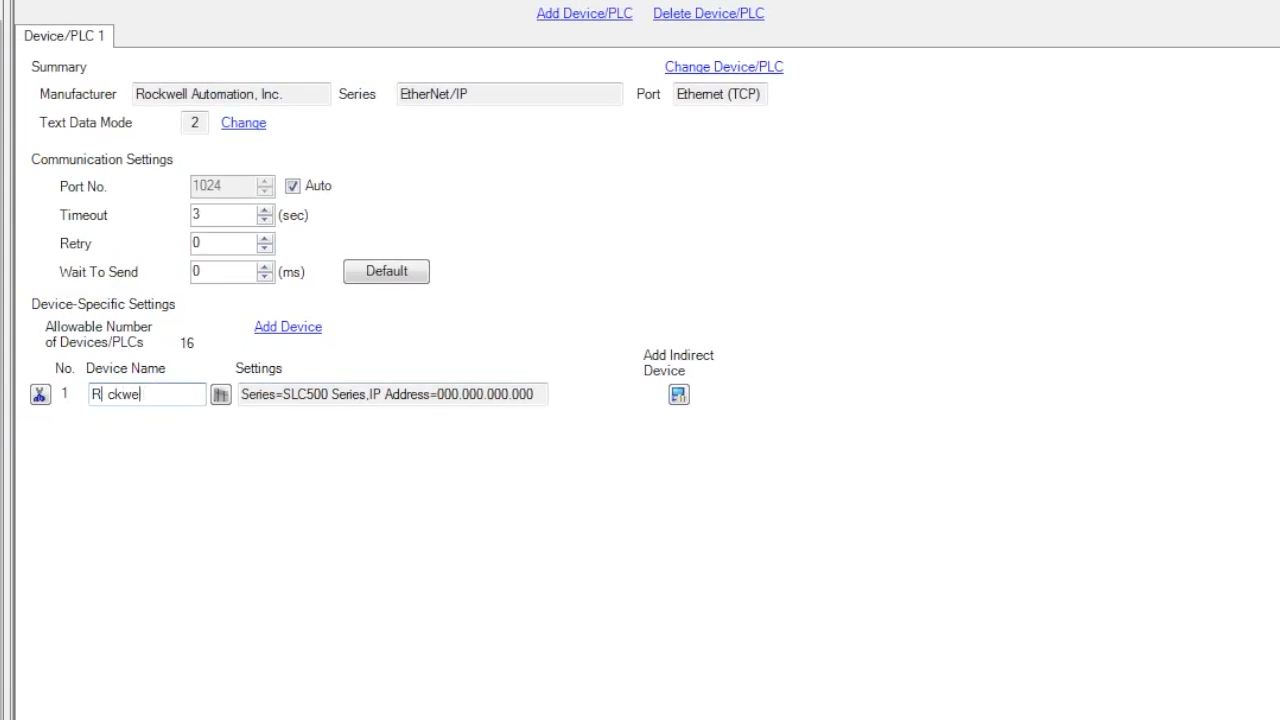 Add Device/PLC Delete Device/PLC
Device/PLC 1
Summary Change Device/PLC
Manufacturer Rockwell Automation, Inc. Series EtherNet/IP Port Ethernet (TCP)
Text Data Mode 2 Change
Communication Settings
Port No. 1024 Auto
Timeout 3 (sec)
Retry 0
Wait To Send 0 (ms) Default
Device-Specific Settings
Allowable Number Add Device
of Devices/PLCs 16
Add Indirect
No. Device Name Settings Device
1 R ckwe Series=SLC500 Series,IP Address=000.000.000.000